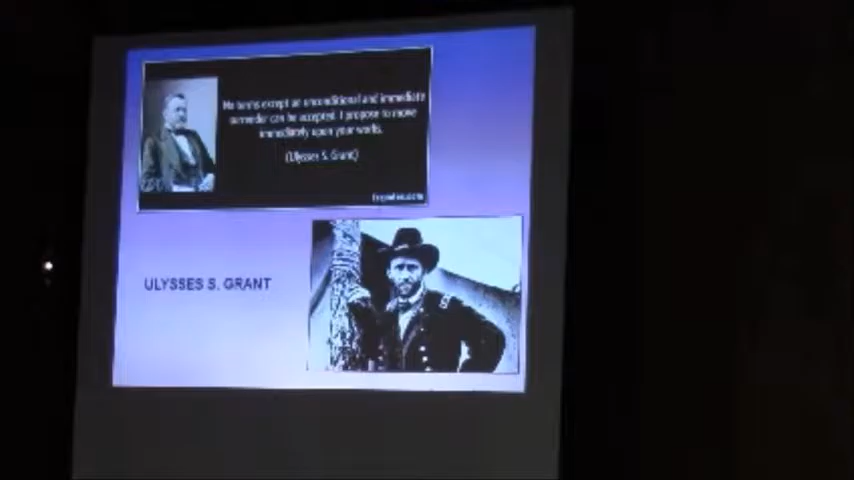 No terms except an unconditional and immediate
surrender can be accepted. I propose to move
immediately upon your works.
(Ulysses S. Grant)
ULYSSES S. GRANT